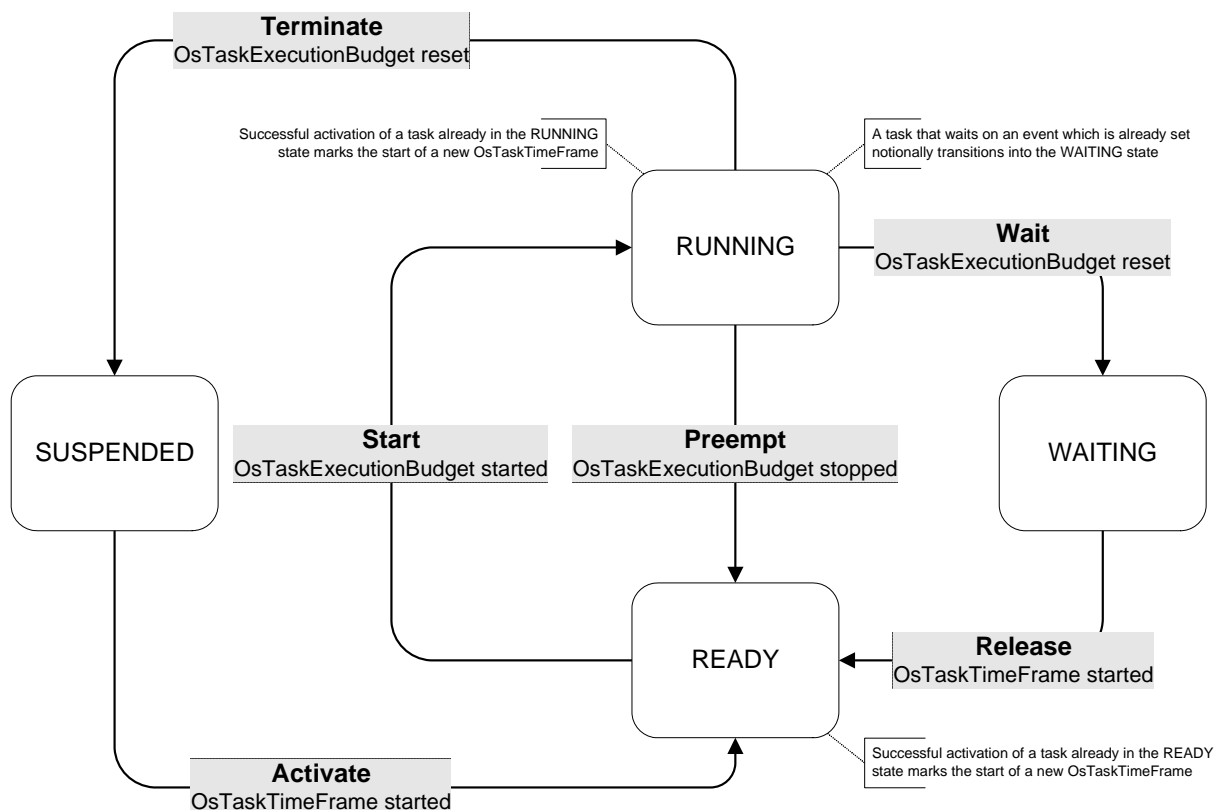 Terminate
OsTaskExecutionBudget reset
Successful activation of a task already in the RUNNING
state marks the start of a new OsTaskTimeFrame
A task that waits on an event which is already set
notionally transitions into the WAITING state
RUNNING
Wait
OsTaskExecutionBudget reset
SUSPENDED
Start
OsTaskExecutionBudget started
Preempt
OsTaskExecutionBudget stopped
WAITING
READY
Release
OsTaskTimeFrame started
Successful activation of a task already in the READY
state marks the start of a new OsTaskTimeFrame
Activate
OsTaskTimeFrame started